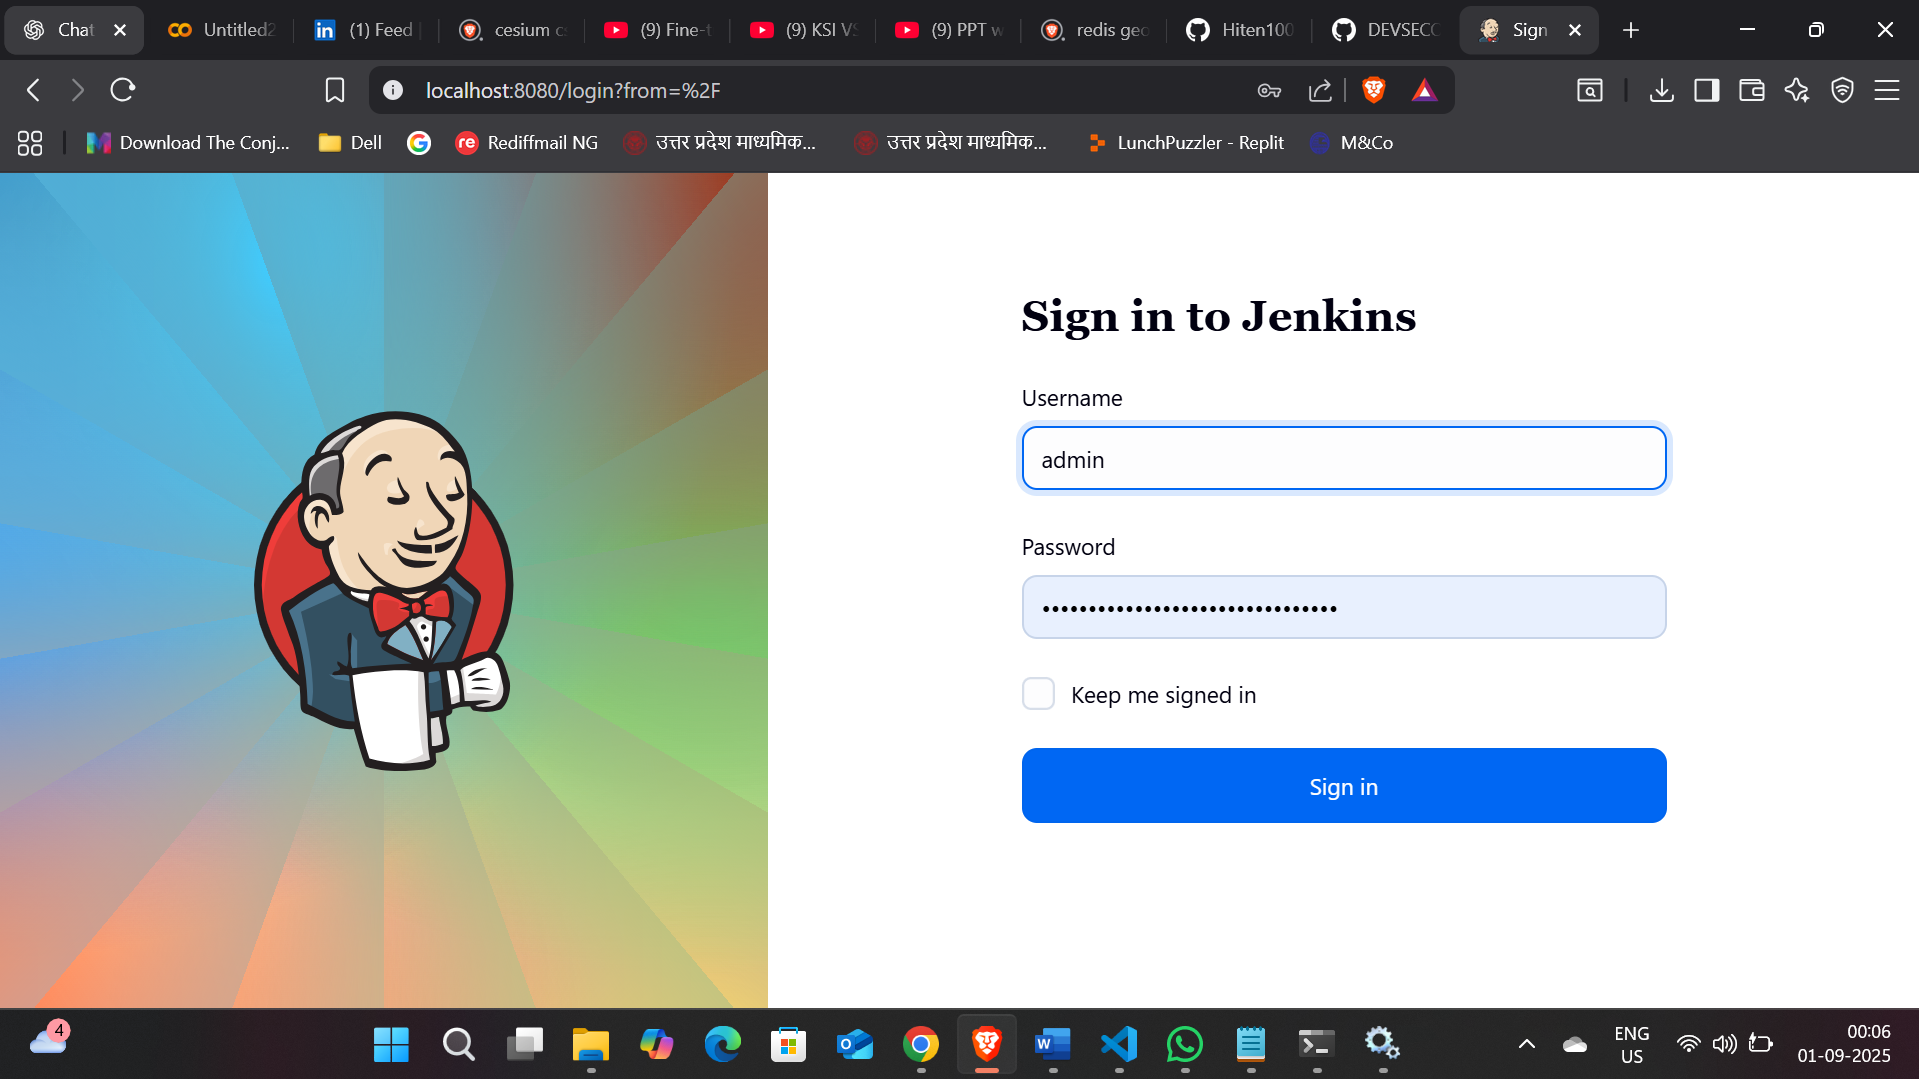 Chat
Untitled2
(1) Feed
cesium cs
(9) Fine-t
(9) KSI VS
(9) PPT w
redis geo
Hiten100
DEVSECO
Sign
localhost:8080/login?from=%2F
Download The Conj...
Dell
Rediffmail NG
उत्तर प्रदेश माध्यमिक...
उत्तर प्रदेश माध्यमिक...
LunchPuzzler - Replit
M&Co
Sign in to Jenkins
Username
admin
Password
Keep me signed in
Sign in
4
ENG
US
00:06
01-09-2025